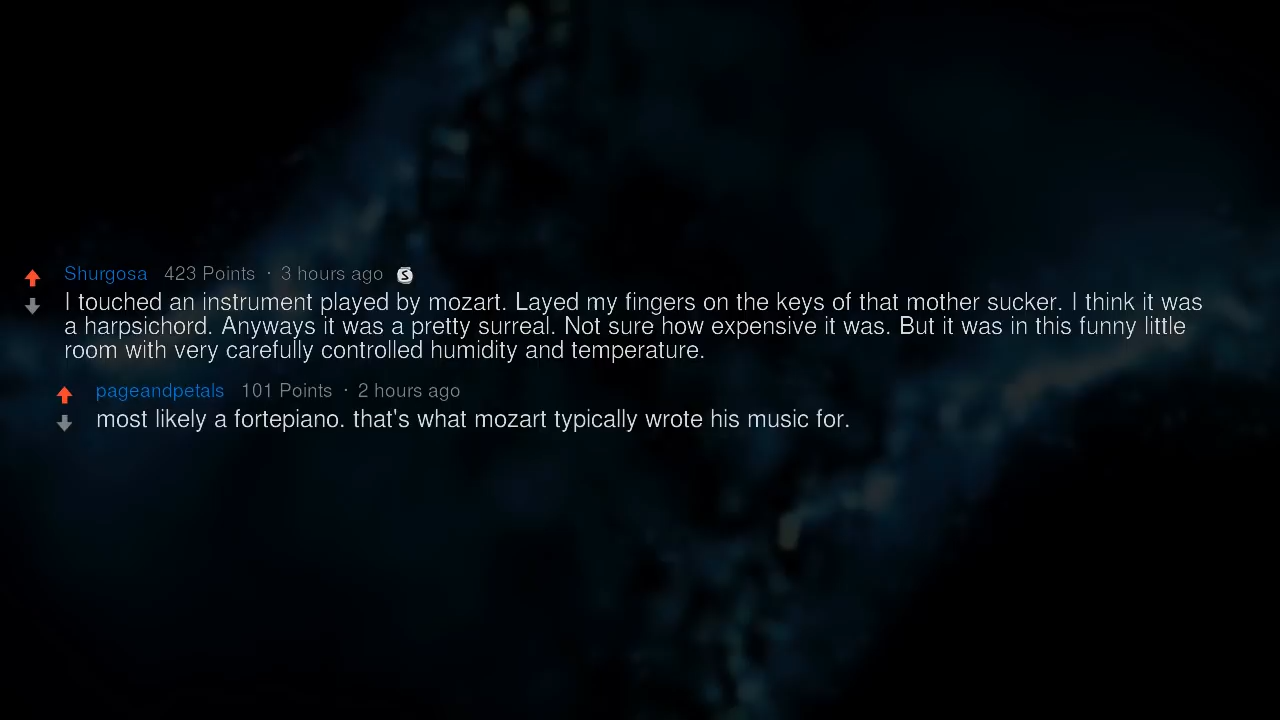 Shurgosa 423 Points · 3 hours ago S
I touched an instrument played by mozart. Layed my fingers on the keys of that mother sucker. I think it was
a harpsichord. Anyways it was a pretty surreal. Not sure how expensive it was. But it was in this funny little
room with very carefully controlled humidity and temperature.
pageandpetals 101 Points · 2 hours ago
most likely a fortepiano. that's what mozart typically wrote his music for.